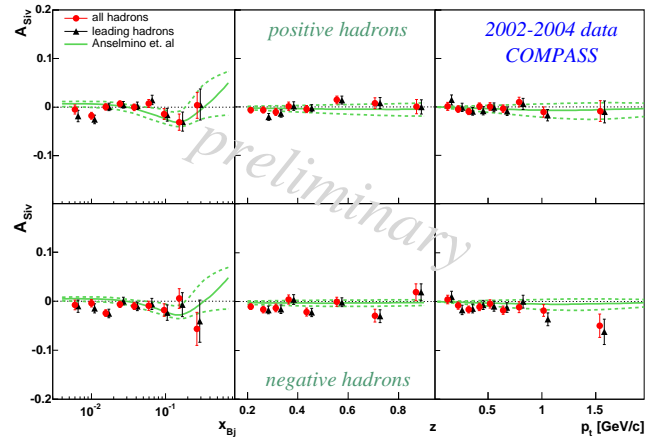 0.2
A_Siv
all hadrons
leading hadrons
Anselmino et. al
positive hadrons
2002-2004 data
COMPASS
0.1
0
-0.1
preliminary
0.2
A_Siv
0.1
0
-0.1
-0.2
negative hadrons
10^-2 10^-1 0.2 0.4 0.6 0.8 0.5 1 1.5
x_Bj z p_t [GeV/c]